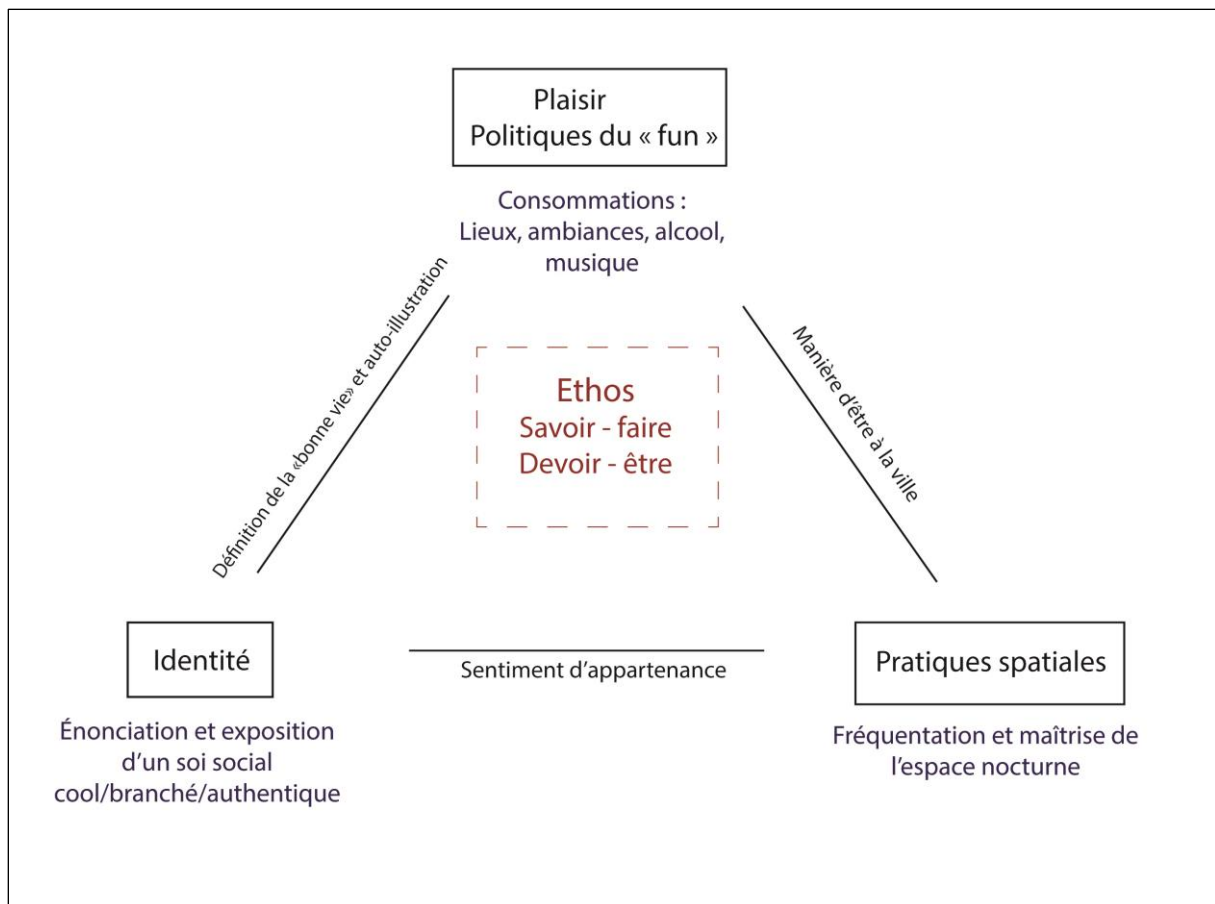 Plaisir
Politiques du « fun »
Consommations :
Lieux, ambiances, alcool,
musique
Définition de la «bonne vie» et auto-illustration
Manière d'être à la ville
Ethos
Savoir - faire
Devoir - être
Identité
Sentiment d'appartenance
Pratiques spatiales
Énonciation et exposition
d'un soi social
cool/branché/authentique
Fréquentation et maîtrise de
l'espace nocturne